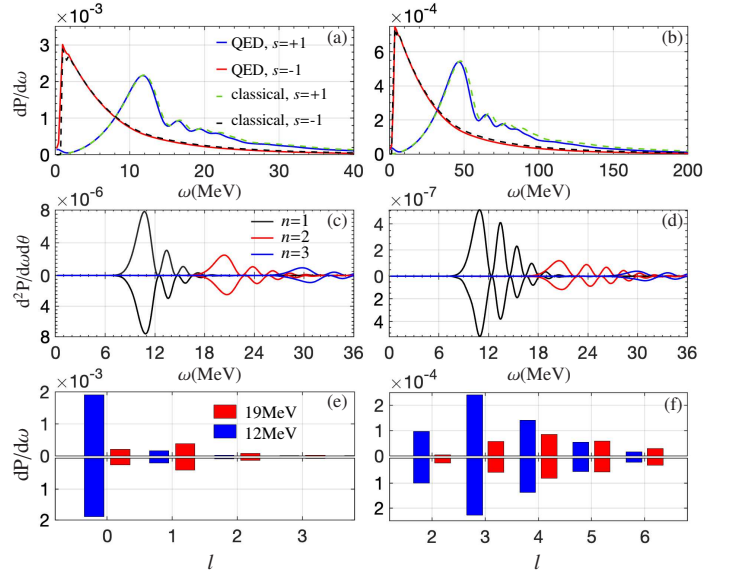 ×10⁻³
×10⁻⁴
(a)
(b)
QED, s=+1
QED, s=-1
classical, s=+1
classical, s=-1
dP/dω
3
2
1
0
0 10 20 30 40
ω(MeV)
6
4
2
0
0 50 100 150 200
ω(MeV)
×10⁻⁶
×10⁻⁷
(c)
(d)
n=1
n=2
n=3
d²P/dωdθ
8
4
0
4
8
0 6 12 18 24 30 36
ω(MeV)
4
2
0
2
4
0 6 12 18 24 30 36
ω(MeV)
×10⁻³
×10⁻⁴
(e)
(f)
19MeV
12MeV
dP/dω
2
1
0
1
2
0 1 2 3
l
2
1
0
1
2
2 3 4 5 6
l